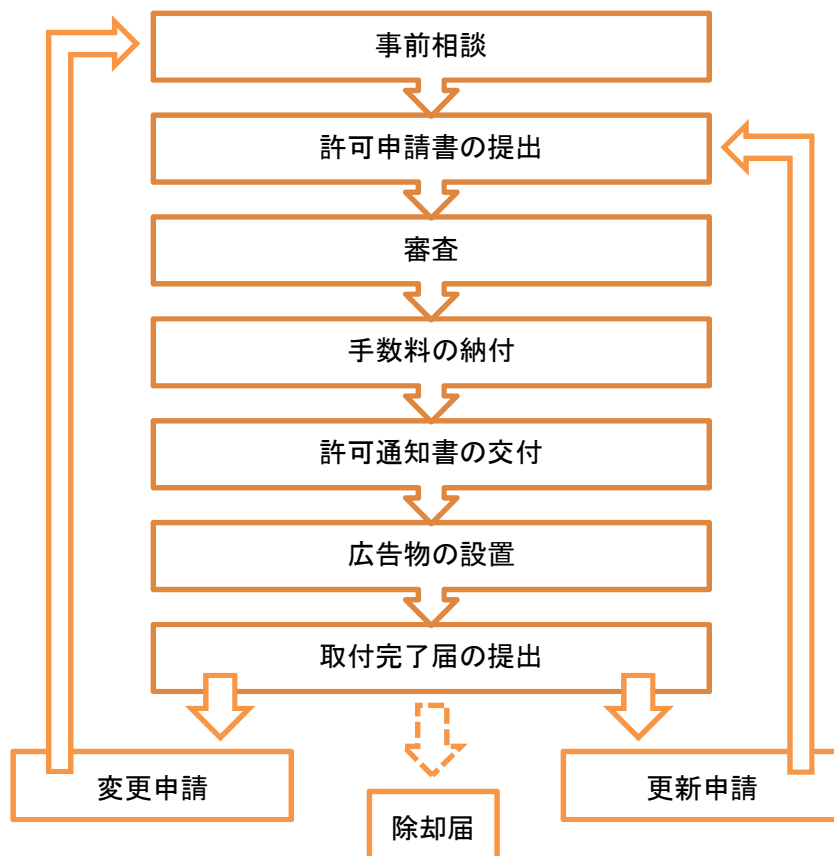 事前相談
許可申請書の提出
審査
手数料の納付
許可通知書の交付
広告物の設置
取付完了届の提出
変更申請
更新申請
除却届